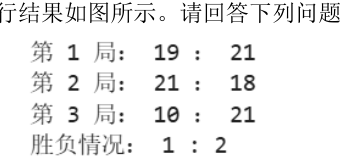 行结果如图所示。请回答下列问题
第 1 局： 19 ： 21
第 2 局： 21 ： 18
第 3 局： 10 ： 21
胜负情况： 1 ： 2